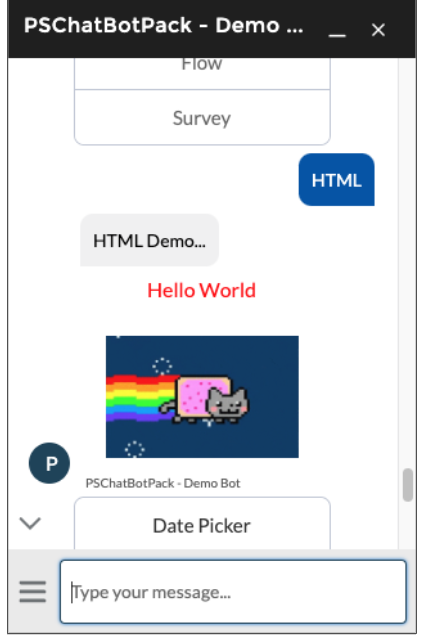 PSChatBotPack - Demo ...
Flow
Survey
HTML
HTML Demo...
Hello World
P
PSChatBotPack - Demo Bot
Date Picker
Type your message...